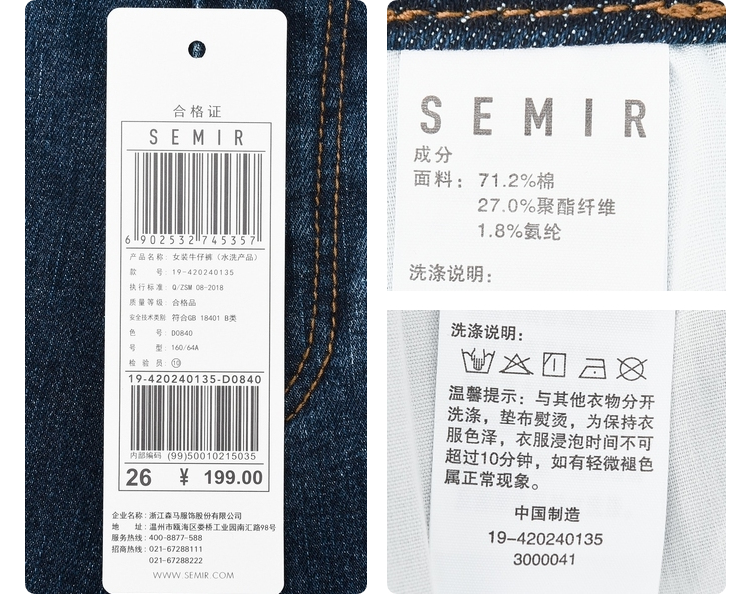 合格证
SEMIR
6 902532 745357
产品名称: 女装牛仔裤（水洗产品）
款 号: 19-420240135
执行标准: Q/ZSM 08-2018
质量等级: 合格品
安全技术类别: 符合GB 18401 B类
色 号: D0840
号 型: 160/64A
检 验 员: ⑩
19-420240135-D0840
内部编码 (99)50010215035
26 ¥ 199.00
企业名称: 浙江森马服饰股份有限公司
地 址: 温州市瓯海区娄桥工业园南汇路98号
服务热线: 400-8877-588
招商热线: 021-67288111
021-67288222
WWW.SEMIR.COM
SEMIR
成分
面料: 71.2%棉
27.0%聚酯纤维
1.8%氨纶
洗涤说明:
洗涤说明:
温馨提示: 与其他衣物分开
洗涤，垫布熨烫，为保持衣
服色泽，衣服浸泡时间不可
超过10分钟，如有轻微褪色
属正常现象。
中国制造
19-420240135
3000041